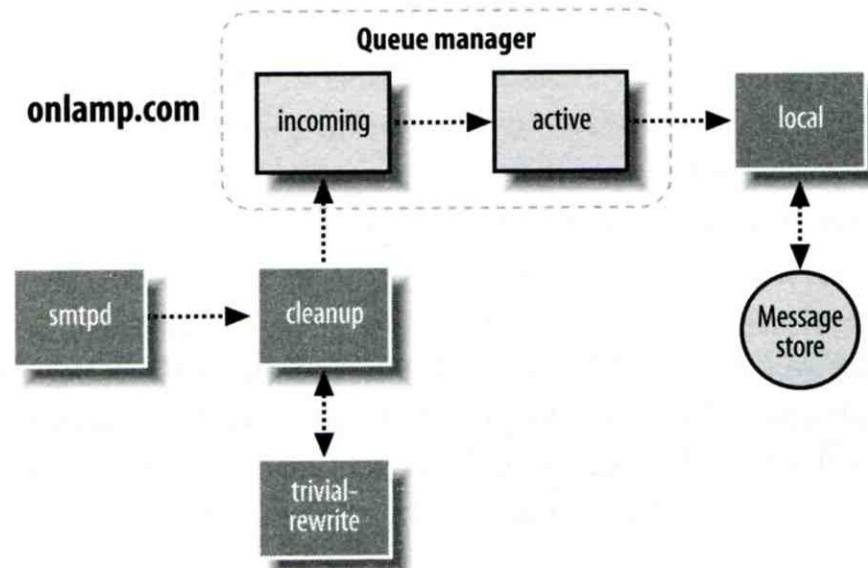 Queue manager
onlamp.com
incoming
active
local
smtpd
cleanup
Message
store
trivial-
rewrite